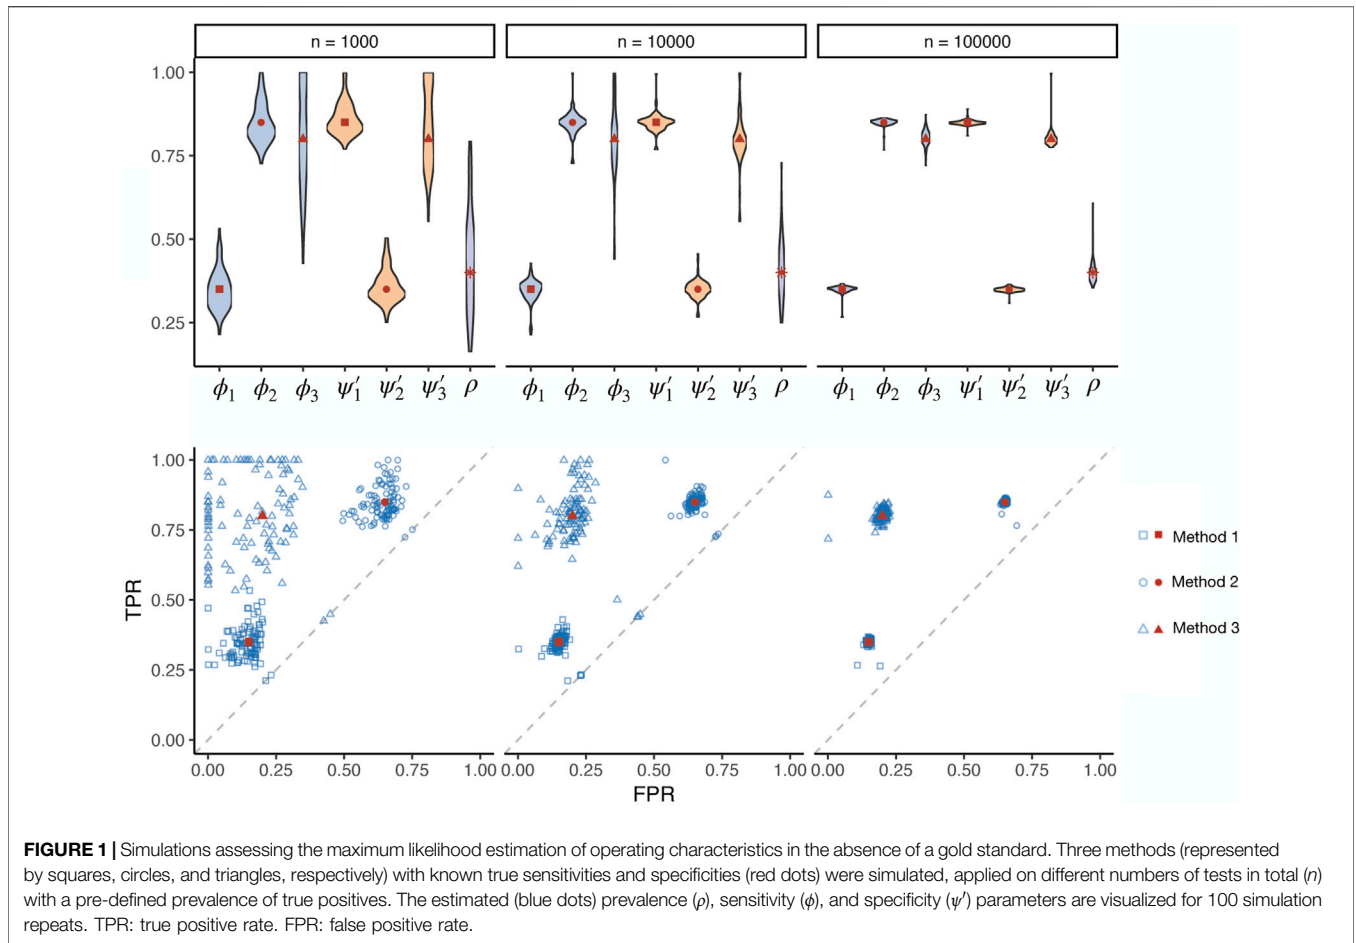 n = 1000 n = 10000 n = 100000
1.00
0.75
0.50
0.25
ϕ1 ϕ2 ϕ3 ψ′1 ψ′2 ψ′3 ρ ϕ1 ϕ2 ϕ3 ψ′1 ψ′2 ψ′3 ρ ϕ1 ϕ2 ϕ3 ψ′1 ψ′2 ψ′3 ρ
1.00
0.75
0.50
0.25
0.00
TPR
0.00 0.25 0.50 0.75 1.00 0.00 0.25 0.50 0.75 1.00 0.00 0.25 0.50 0.75 1.00
FPR
Method 1
Method 2
Method 3
FIGURE 1 | Simulations assessing the maximum likelihood estimation of operating characteristics in the absence of a gold standard. Three methods (represented
by squares, circles, and triangles, respectively) with known true sensitivities and specificities (red dots) were simulated, applied on different numbers of tests in total (n)
with a pre-defined prevalence of true positives. The estimated (blue dots) prevalence (ρ), sensitivity (ϕ), and specificity (ψ′) parameters are visualized for 100 simulation
repeats. TPR: true positive rate. FPR: false positive rate.